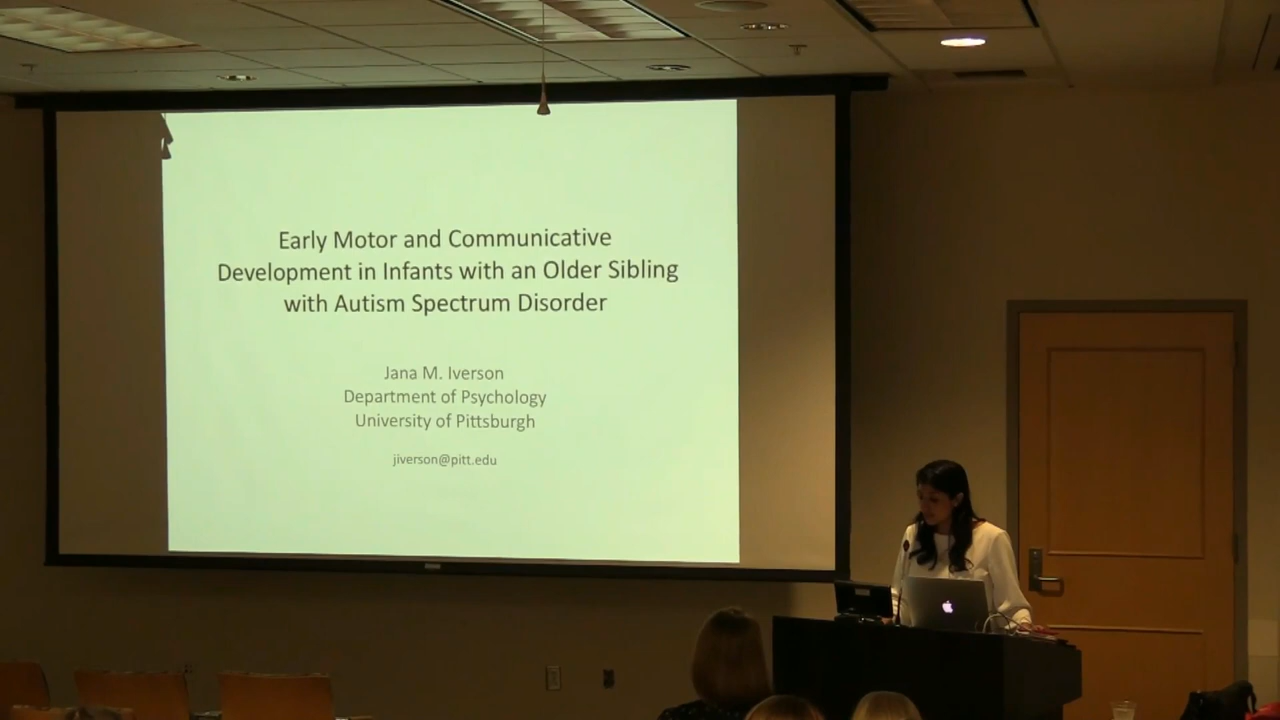 Early Motor and Communicative
Development in Infants with an Older Sibling
with Autism Spectrum Disorder
Jana M. Iverson
Department of Psychology
University of Pittsburgh
jiverson@pitt.edu